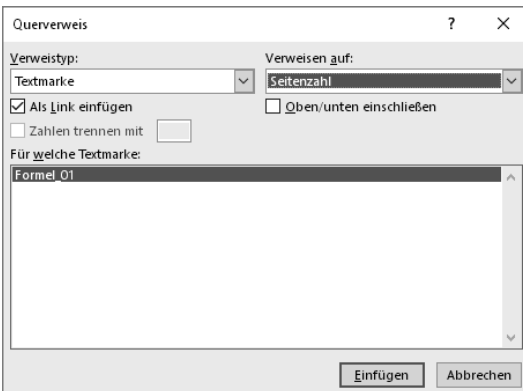 Querverweis ? ✕
Verweistyp: Verweisen auf:
Textmarke Seitenzahl
Als Link einfügen Oben/unten einschließen
Zahlen trennen mit
Für welche Textmarke:
Formel_01
Einfügen Abbrechen